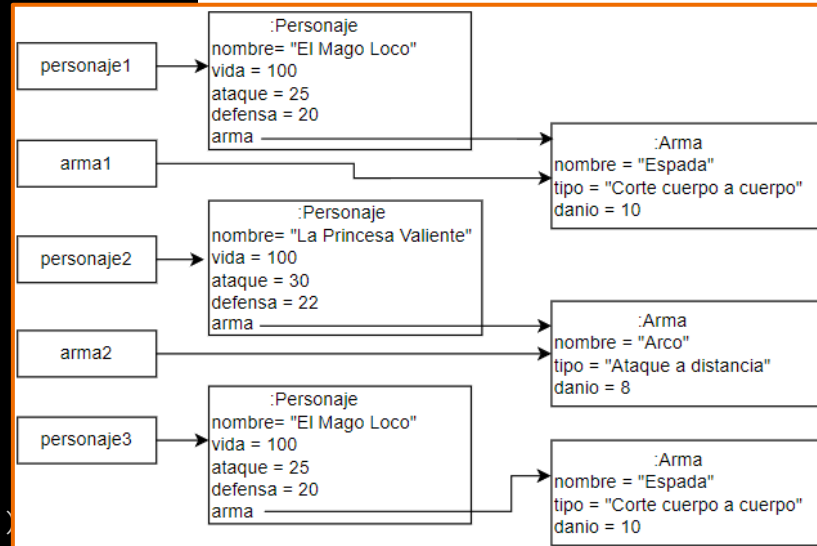 :Personaje
personaje1
nombre= "El Mago Loco"
vida = 100
ataque = 25
defensa = 20
arma
arma1
:Arma
nombre = "Espada"
tipo = "Corte cuerpo a cuerpo"
danio = 10
:Personaje
personaje2
nombre= "La Princesa Valiente"
vida = 100
ataque = 30
defensa = 22
arma
arma2
:Arma
nombre = "Arco"
tipo = "Ataque a distancia"
danio = 8
:Personaje
personaje3
nombre= "El Mago Loco"
vida = 100
ataque = 25
defensa = 20
arma
:Arma
nombre = "Espada"
tipo = "Corte cuerpo a cuerpo"
danio = 10